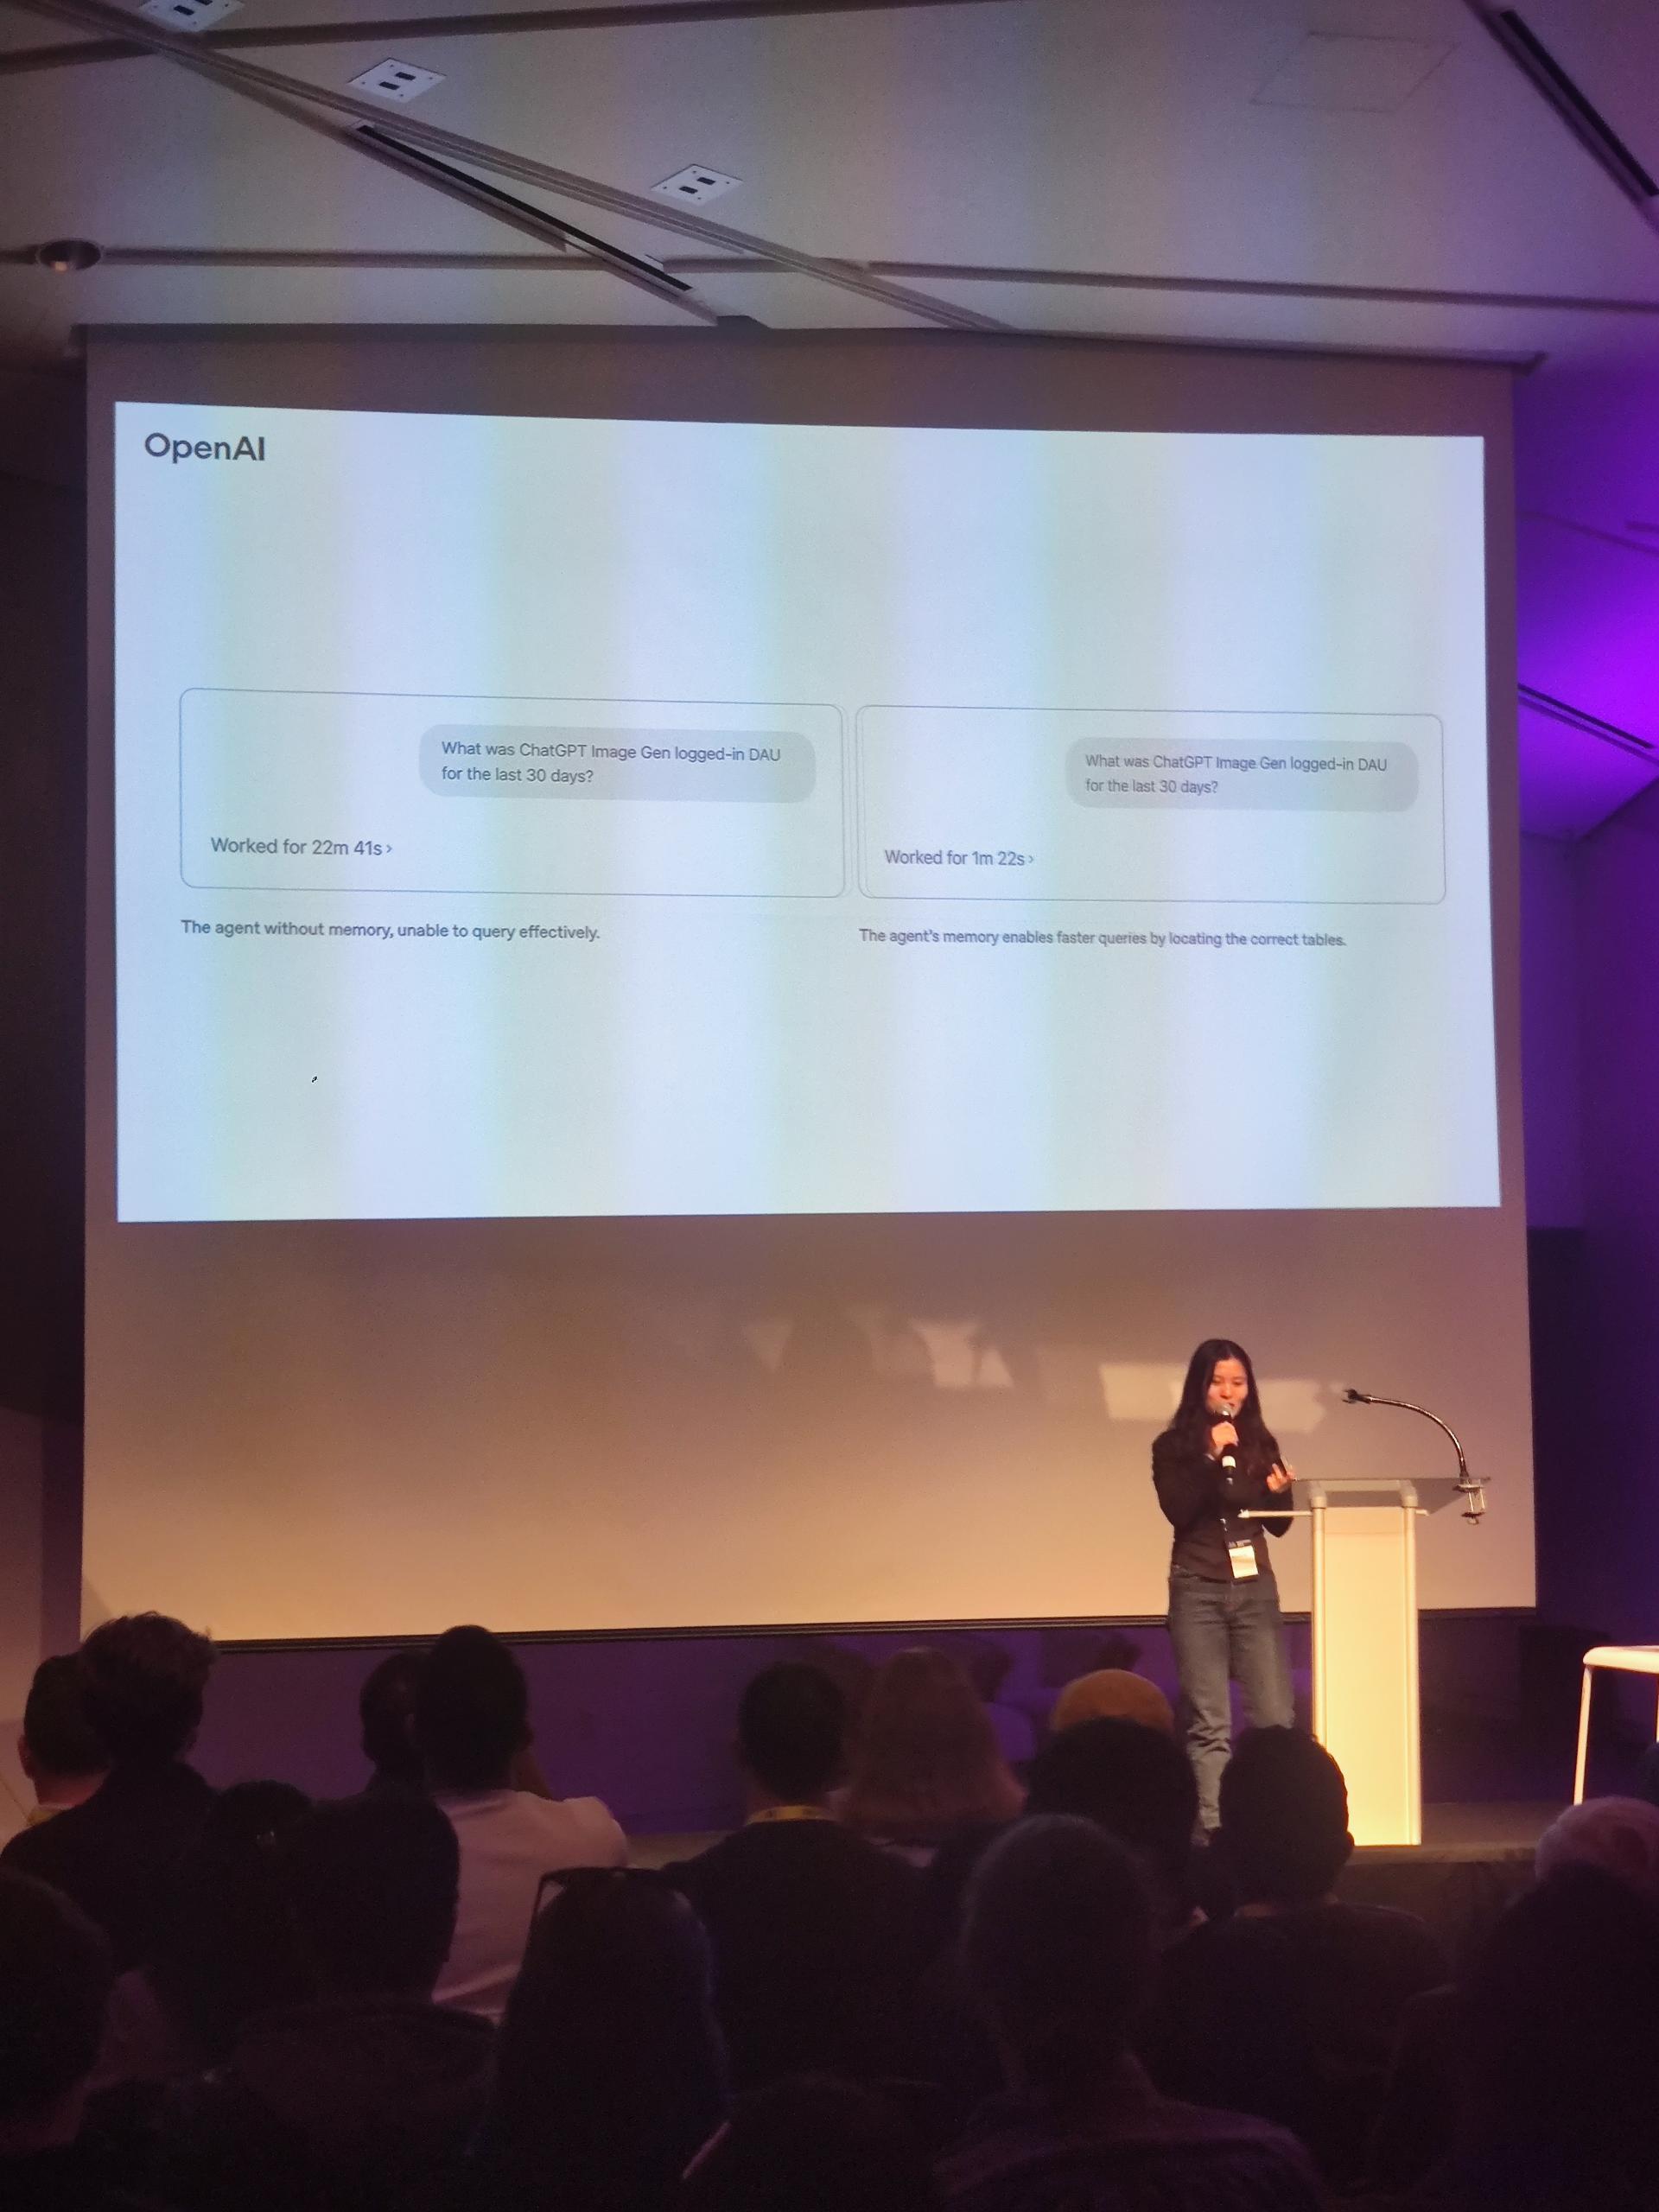 OpenAI
What was ChatGPT Image Gen logged-in DAU
for the last 30 days?
Worked for 22m 41s ›
The agent without memory, unable to query effectively.
What was ChatGPT Image Gen logged-in DAU
for the last 30 days?
Worked for 1m 22s ›
The agent's memory enables faster queries by locating the correct tables.